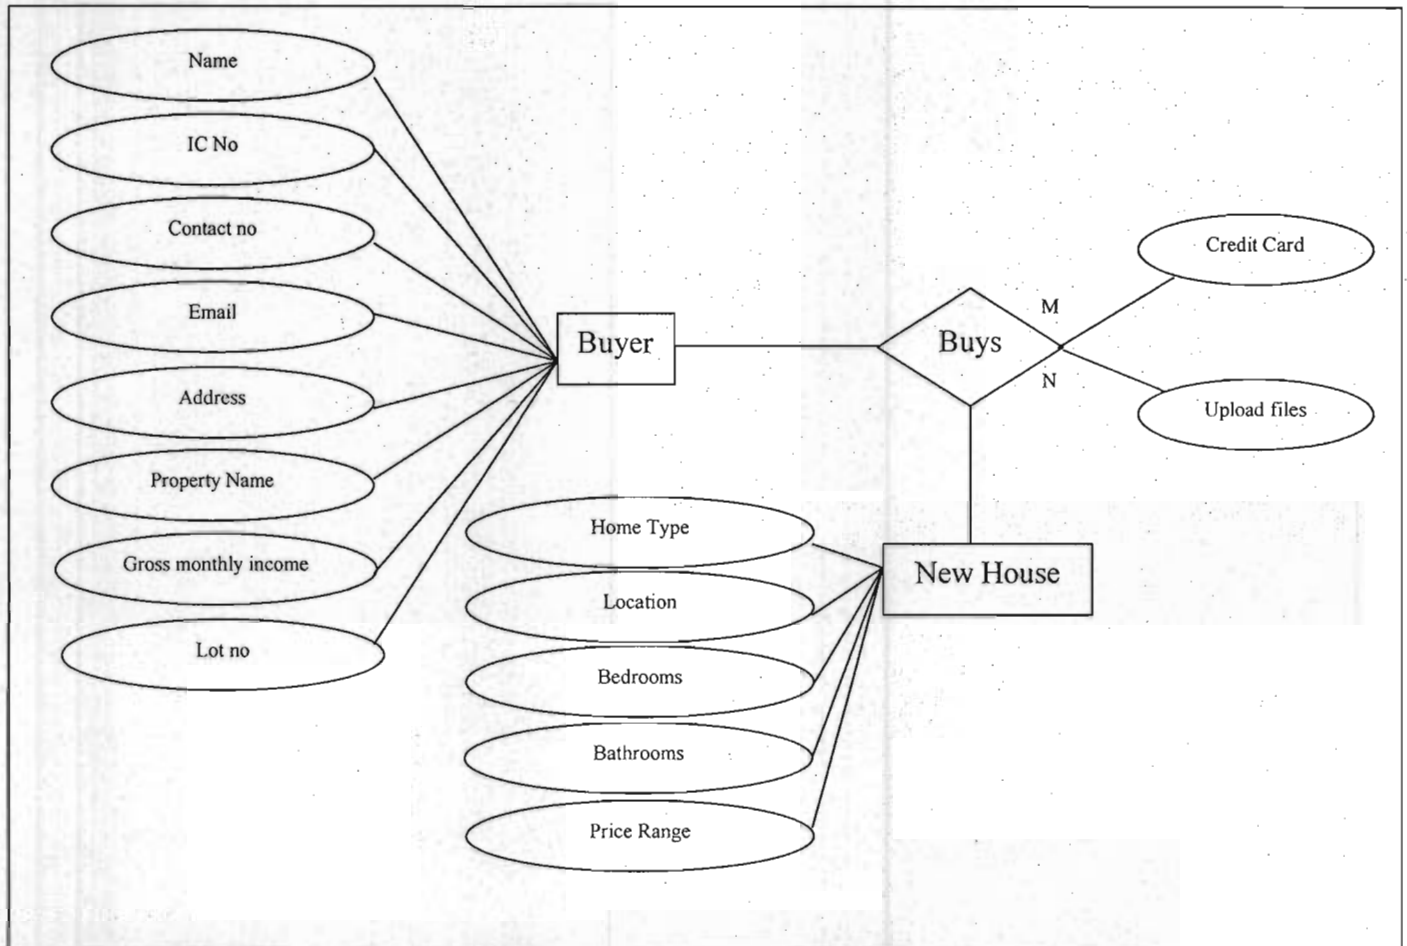 Name
IC No
Contact no
Email
Address
Property Name
Gross monthly income
Lot no
Buyer
Buys
M
N
Credit Card
Upload files
Home Type
Location
Bedrooms
Bathrooms
Price Range
New House